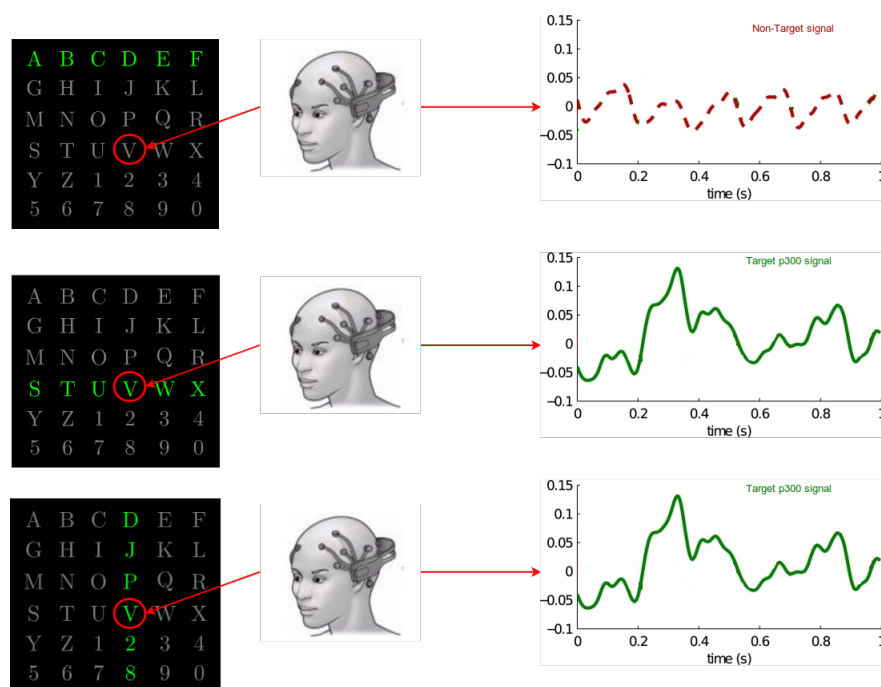 A B C D E F
G H I J K L
M N O P Q R
S T U V W X
Y Z 1 2 3 4
5 6 7 8 9 0
Non-Target signal
0.15
0.1
0.05
0
−0.05
−0.1
0 0.2 0.4 0.6 0.8 1
time (s)
A B C D E F
G H I J K L
M N O P Q R
S T U V W X
Y Z 1 2 3 4
5 6 7 8 9 0
Target p300 signal
0.15
0.1
0.05
0
−0.05
−0.1
0 0.2 0.4 0.6 0.8 1
time (s)
A B C D E F
G H I J K L
M N O P Q R
S T U V W X
Y Z 1 2 3 4
5 6 7 8 9 0
Target p300 signal
0.15
0.1
0.05
0
−0.05
−0.1
0 0.2 0.4 0.6 0.8 1
time (s)